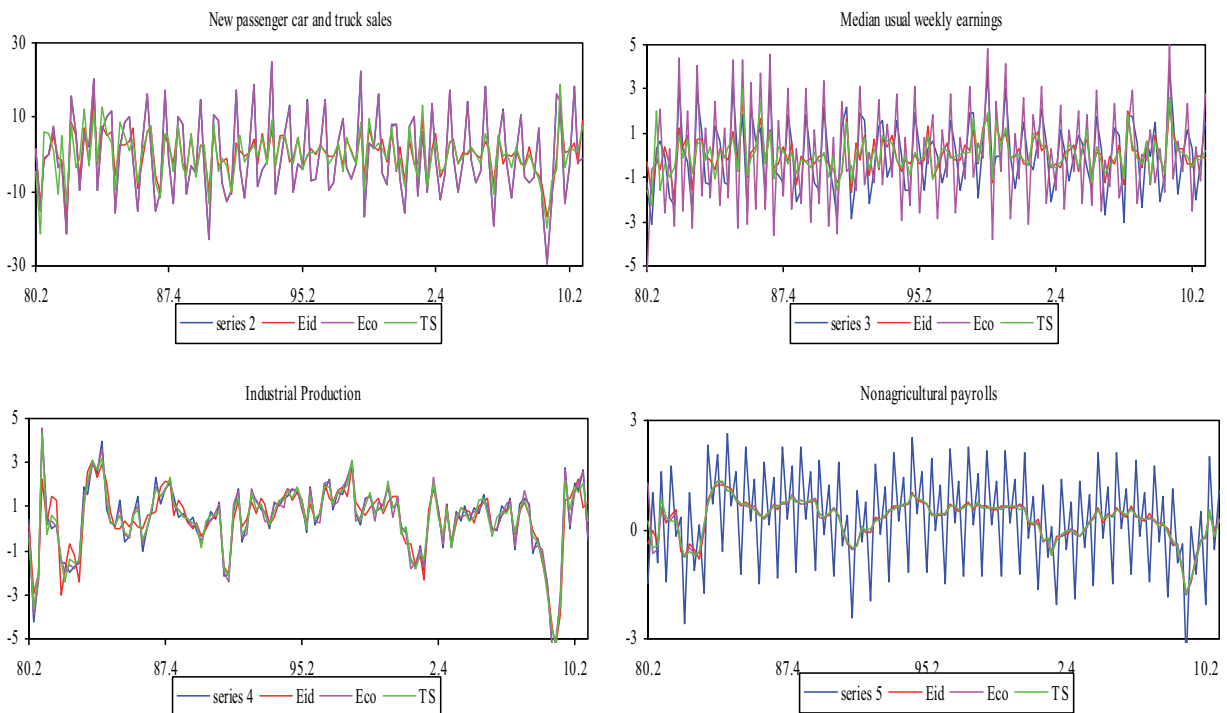 New passenger car and truck sales
30
10
-10
-30
80.2 87.4 95.2 2.4 10.2
series 2 Eid Eco TS
Median usual weekly earnings
5
3
1
-1
-3
-5
80.2 87.4 95.2 2.4 10.2
series 3 Eid Eco TS
Industrial Production
5
3
1
-1
-3
-5
80.2 87.4 95.2 2.4 10.2
series 4 Eid Eco TS
Nonagricultural payrolls
3
0
-3
80.2 87.4 95.2 2.4 10.2
series 5 Eid Eco TS